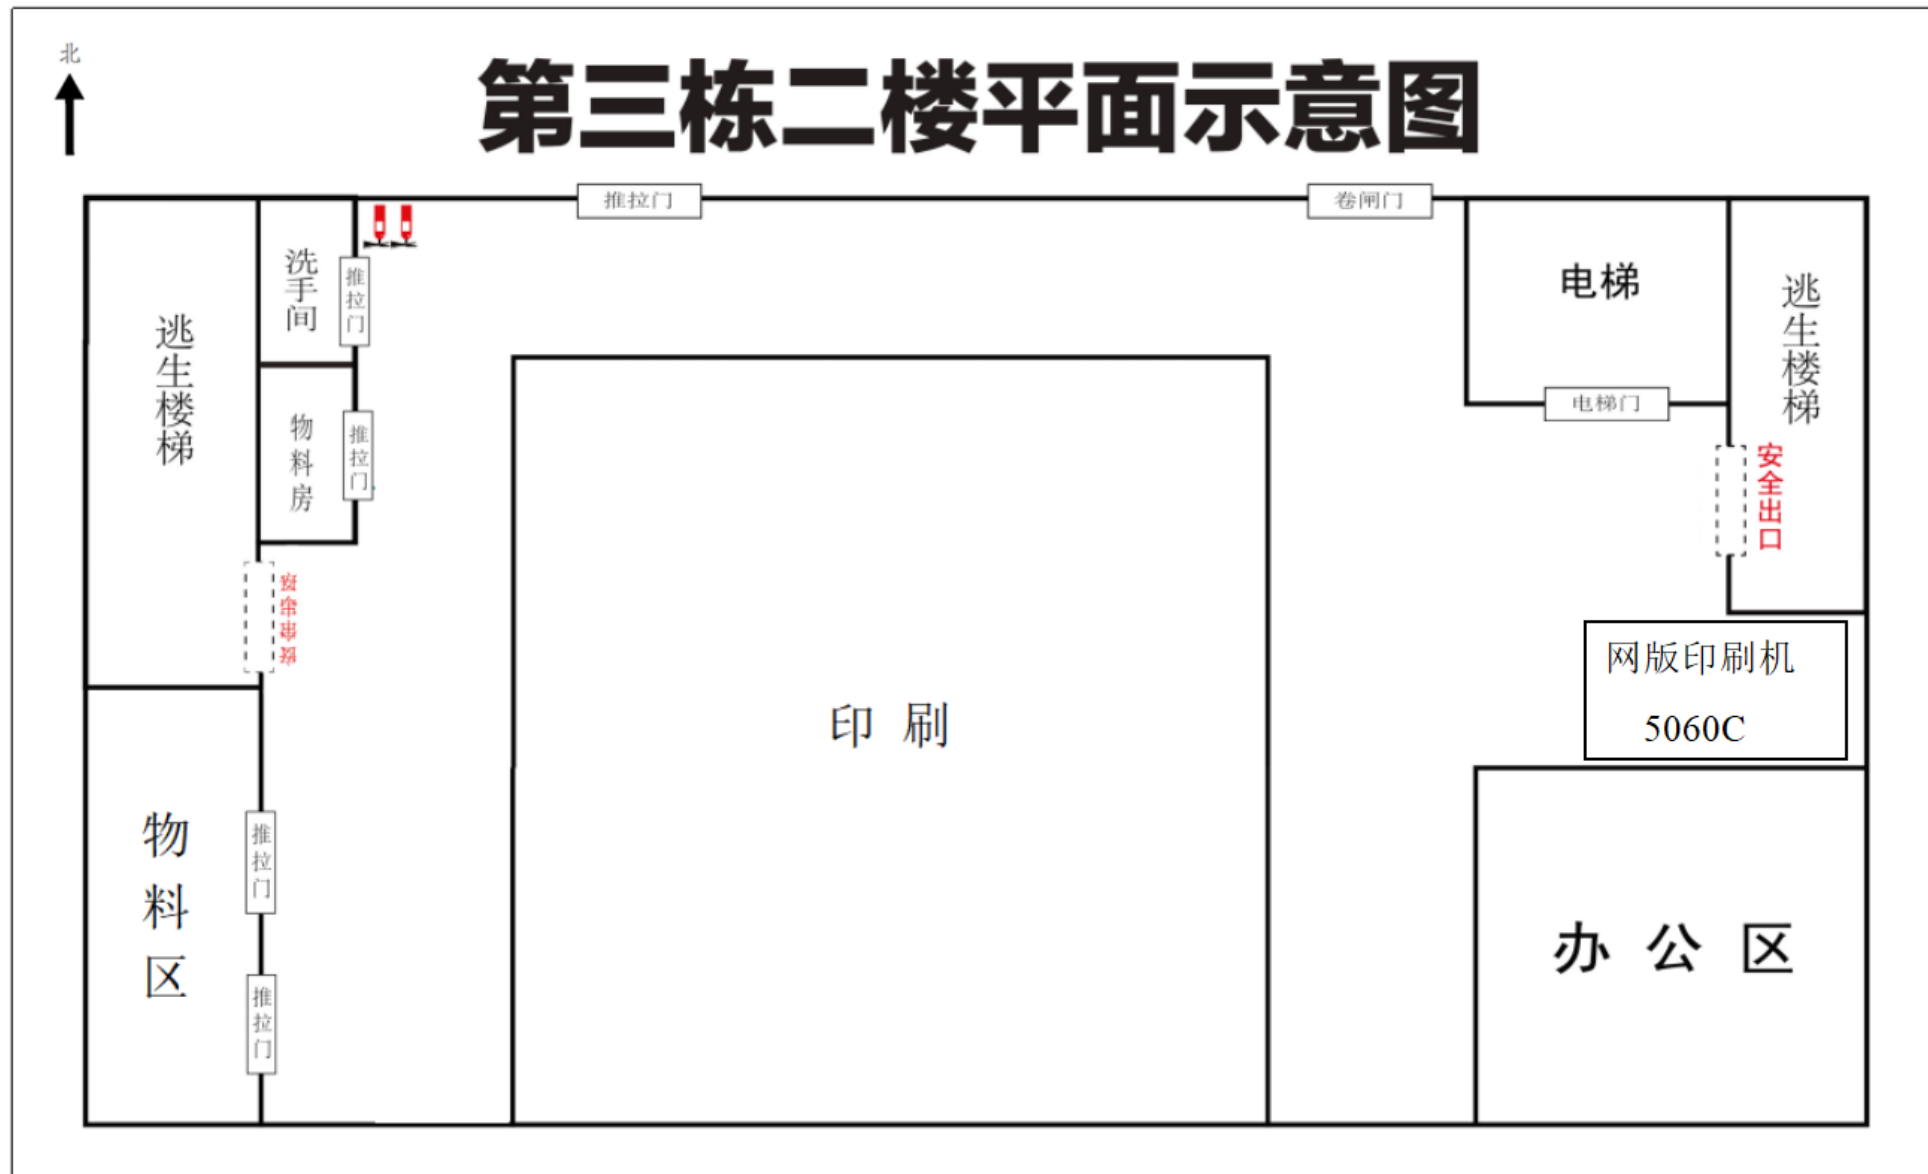 北
第三栋二楼平面示意图
推拉门
卷闸门
洗手间
推拉门
电梯
逃生楼梯
逃生楼梯
电梯门
物料房
推拉门
安全出口
网版印刷机
5060C
印 刷
物料区
推拉门
办 公 区
推拉门